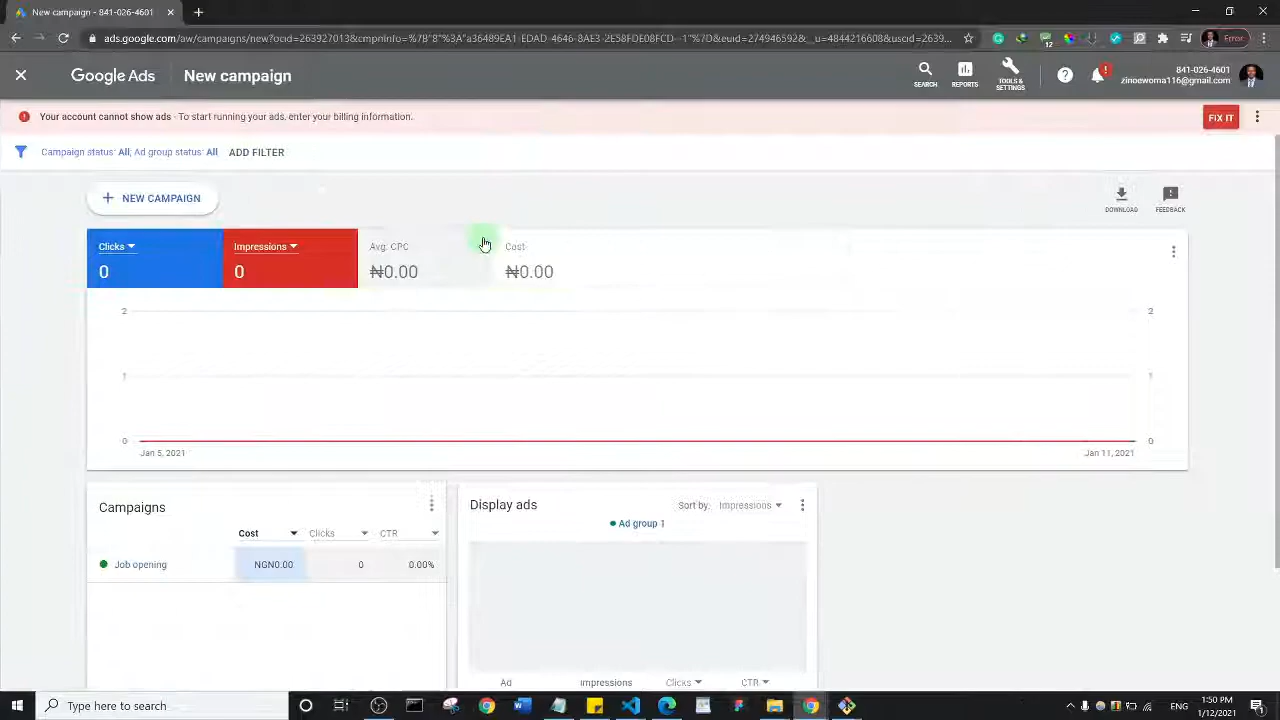 New campaign - 841-026-4601
ads.google.com/aw/campaigns/new?ocid=263927013&cmpnInfo=%7B"8"%3A"a36489EA1-EDAD-4646-8AE3-2E58FDE08FCD--1"%7D&euid=274946592&__u=4844216608&uscid=2639...
12
Error
Google Ads
New campaign
SEARCH
REPORTS
TOOLS &
SETTINGS
841-026-4601
zinoewoma116@gmail.com
Your account cannot show ads - To start running your ads, enter your billing information.
FIX IT
Campaign status: All; Ad group status: All
ADD FILTER
NEW CAMPAIGN
DOWNLOAD
FEEDBACK
Clicks
Impressions
Avg. CPC
Cost
0
0
₦0.00
₦0.00
2
2
1
1
0
0
Jan 5, 2021
Jan 11, 2021
Campaigns
Cost
Clicks
CTR
Job opening
NGN0.00
0
0.00%
Display ads
Sort by: Impressions
Ad group 1
Ad
Impressions
Clicks
CTR
Type here to search
ENG
1:50 PM
1/12/2021